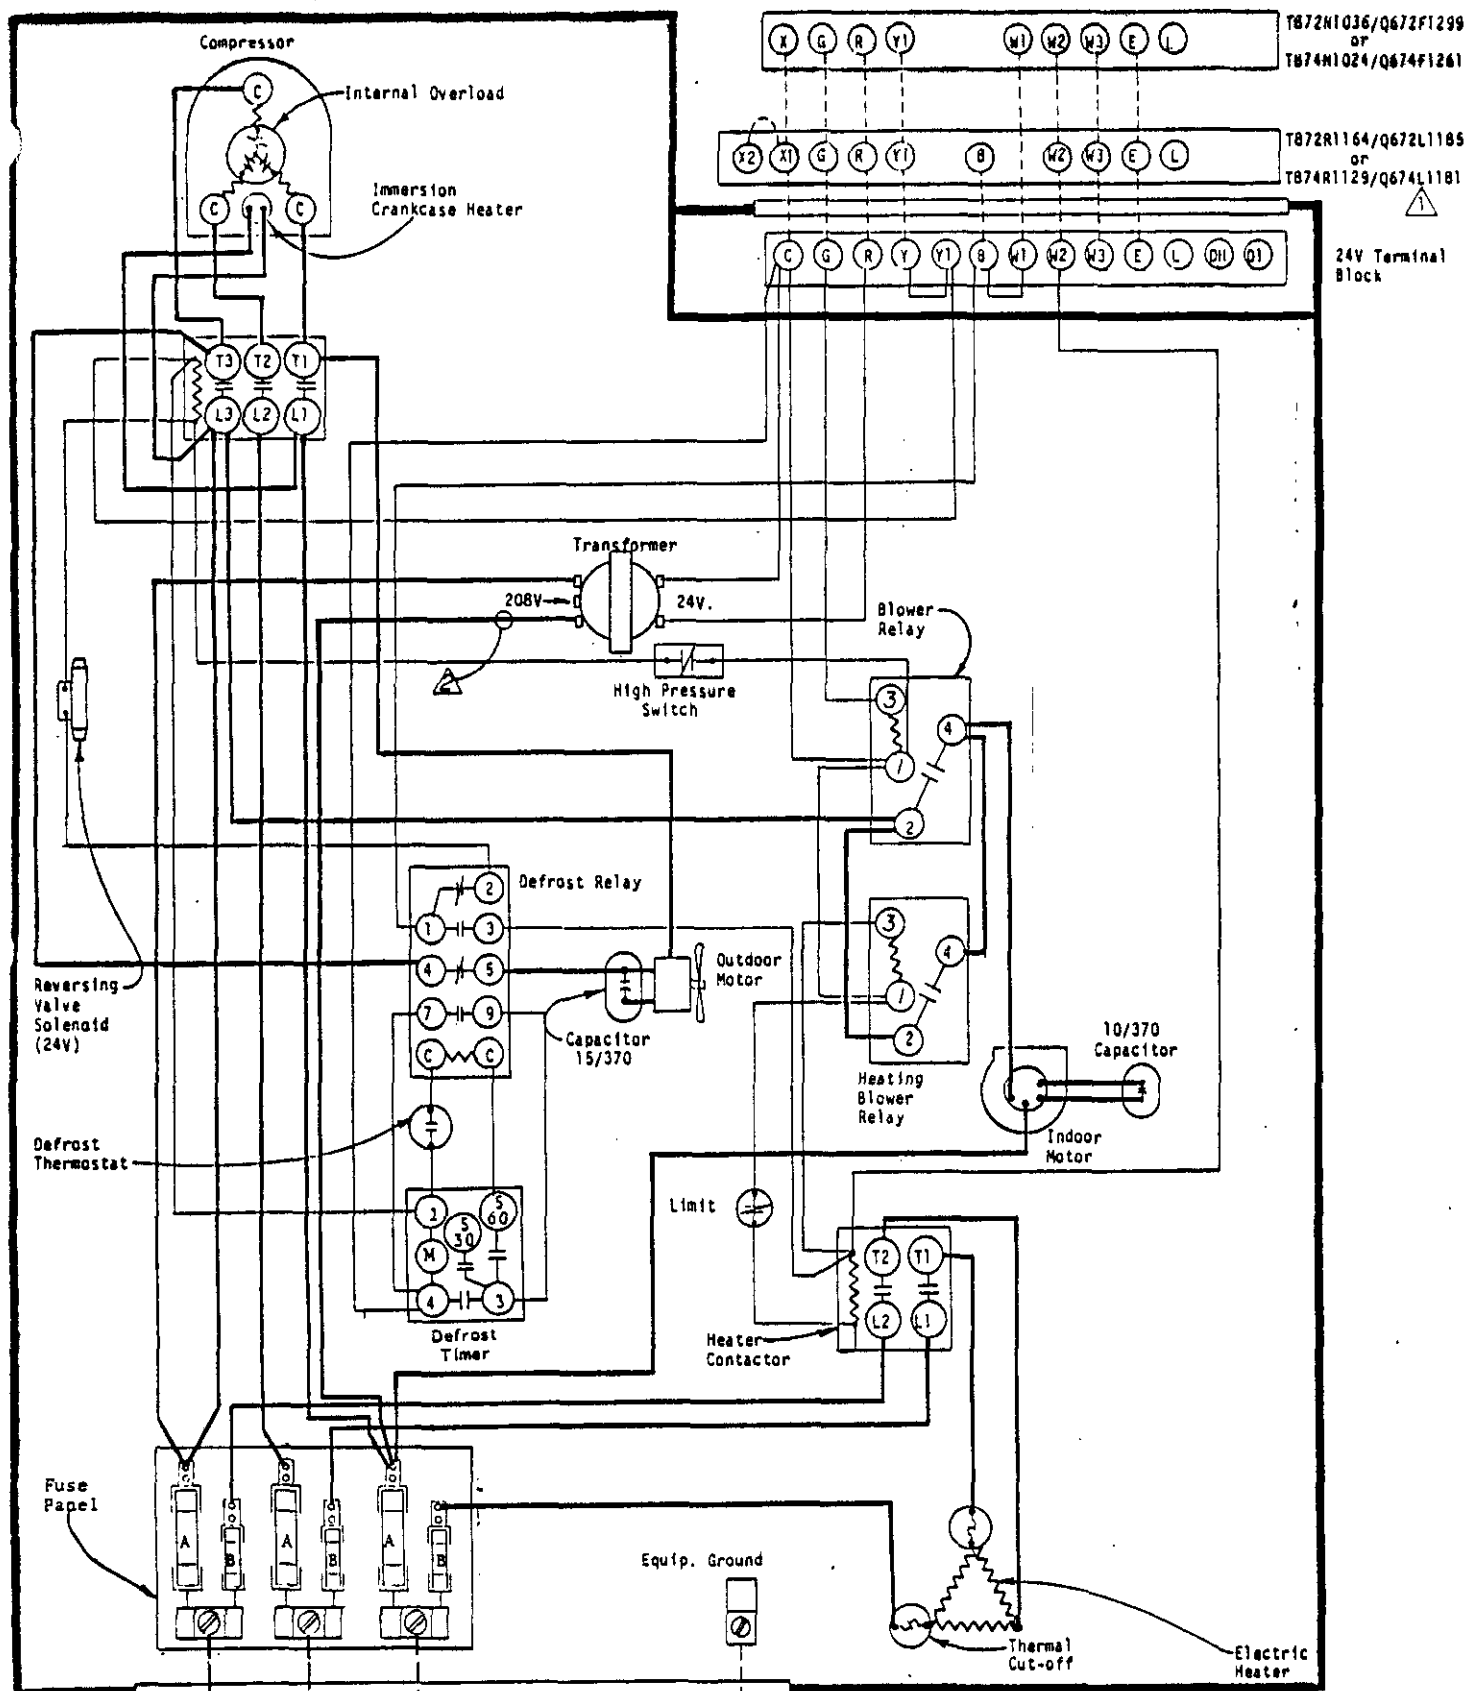 Compressor
C
Internal Overload
Immersion
Crankcase Heater
C C
X G R Y1 W1 W2 W3 E L
T872N1036/Q672F1299
or
T874N1024/Q674F1261
X2 X1 G R Y1 B W2 W3 E L
T872R1164/Q672L1185
or
T874R1129/Q674L1181
1
C G R Y Y1 B W1 W2 W3 E L DH D1
24V Terminal
Block
T3 T2 T1
L3 L2 L1
Transformer
208V
24V.
2
High Pressure
Switch
Blower
Relay
3
4
1
2
Defrost Relay
2
1 3
4 5
7 9
C C
Outdoor
Motor
Capacitor
15/370
Reversing
Valve
Solenoid
(24V)
3
4
1
2
Heating
Blower
Relay
10/370
Capacitor
Indoor
Motor
Defrost
Thermostat
2
S
30
S
60
M
4 3
Defrost
Timer
Limit
T2 T1
L2 L1
Heater
Contactor
Fuse
Panel
A B A B A B
Equip. Ground
Thermal
Cut-off
Electric
Heater